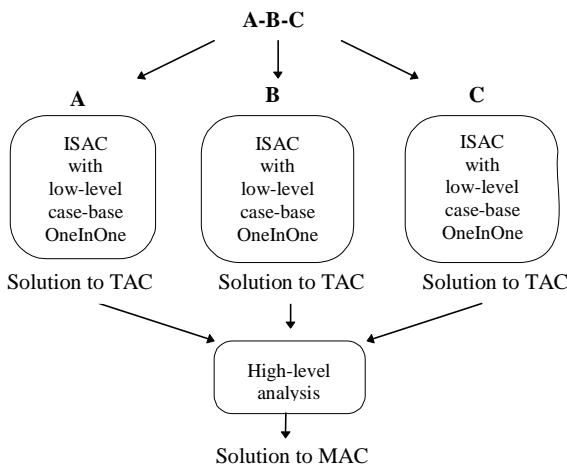 A-B-C
A
B
C
ISAC
with
low-level
case-base
OneInOne
ISAC
with
low-level
case-base
OneInOne
ISAC
with
low-level
case-base
OneInOne
Solution to TAC
Solution to TAC
Solution to TAC
High-level
analysis
Solution to MAC